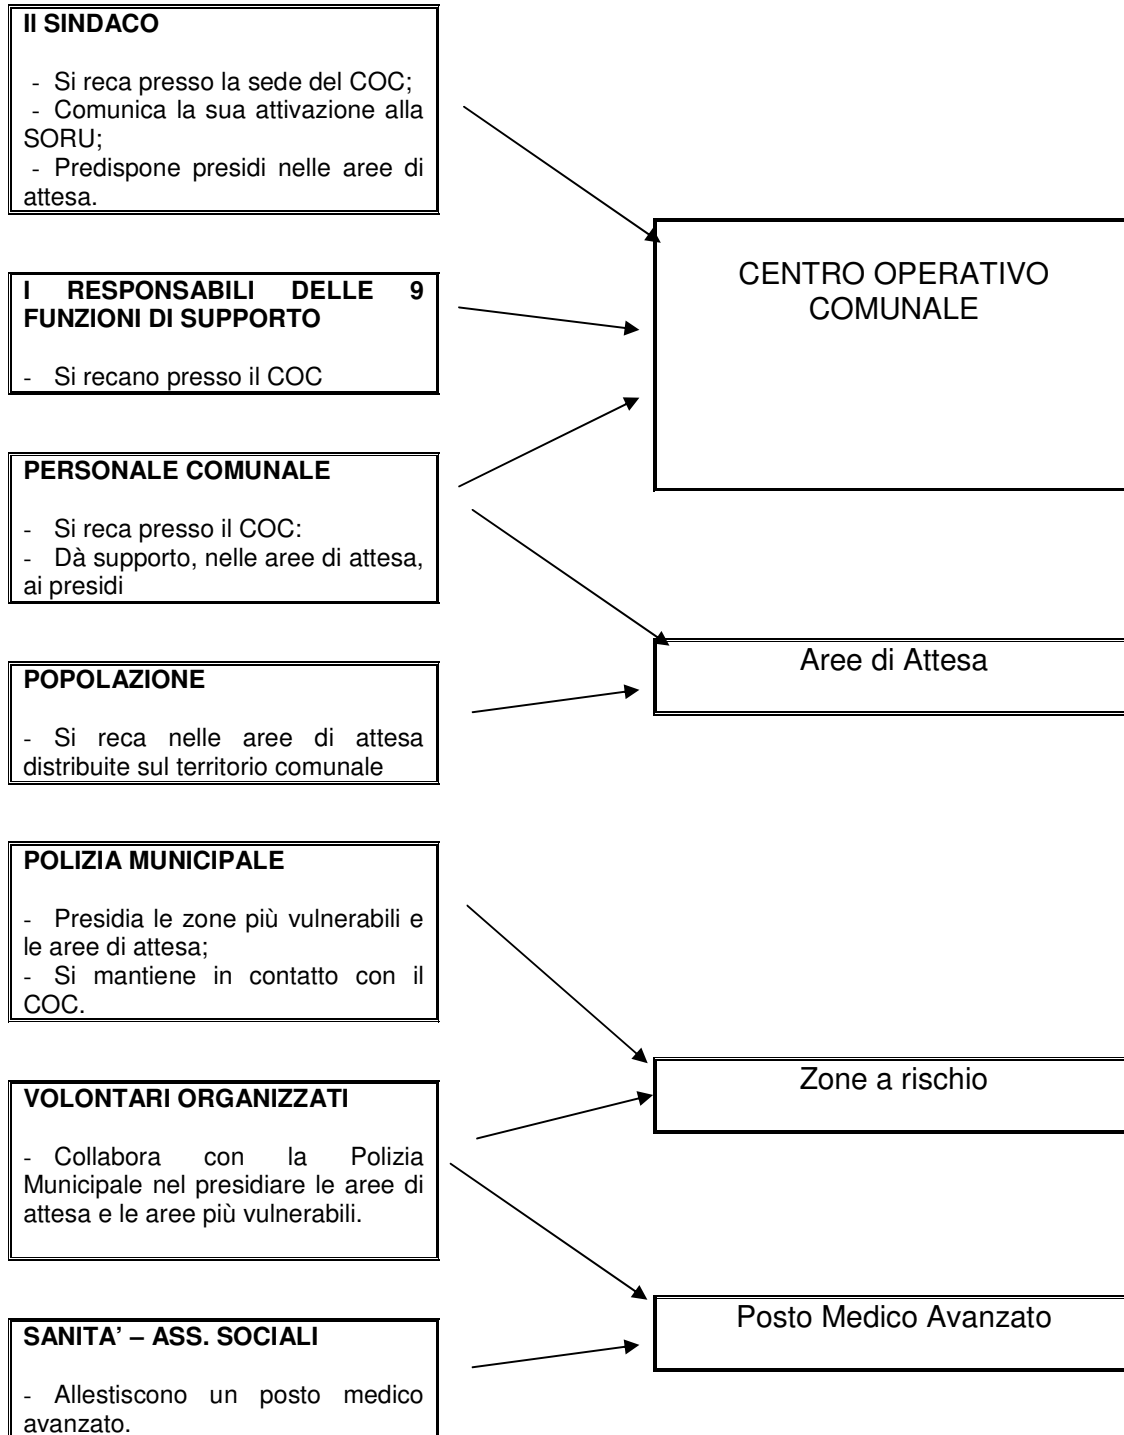 Il SINDACO
- Si reca presso la sede del COC;
- Comunica la sua attivazione alla
SORU;
- Predispone presidi nelle aree di
attesa.
CENTRO OPERATIVO
COMUNALE
I RESPONSABILI DELLE 9
FUNZIONI DI SUPPORTO
- Si recano presso il COC
PERSONALE COMUNALE
- Si reca presso il COC:
- Dà supporto, nelle aree di attesa,
ai presidi
Aree di Attesa
POPOLAZIONE
- Si reca nelle aree di attesa
distribuite sul territorio comunale
POLIZIA MUNICIPALE
- Presidia le zone più vulnerabili e
le aree di attesa;
- Si mantiene in contatto con il
COC.
Zone a rischio
VOLONTARI ORGANIZZATI
- Collabora con la Polizia
Municipale nel presidiare le aree di
attesa e le aree più vulnerabili.
Posto Medico Avanzato
SANITA’ – ASS. SOCIALI
- Allestiscono un posto medico
avanzato.